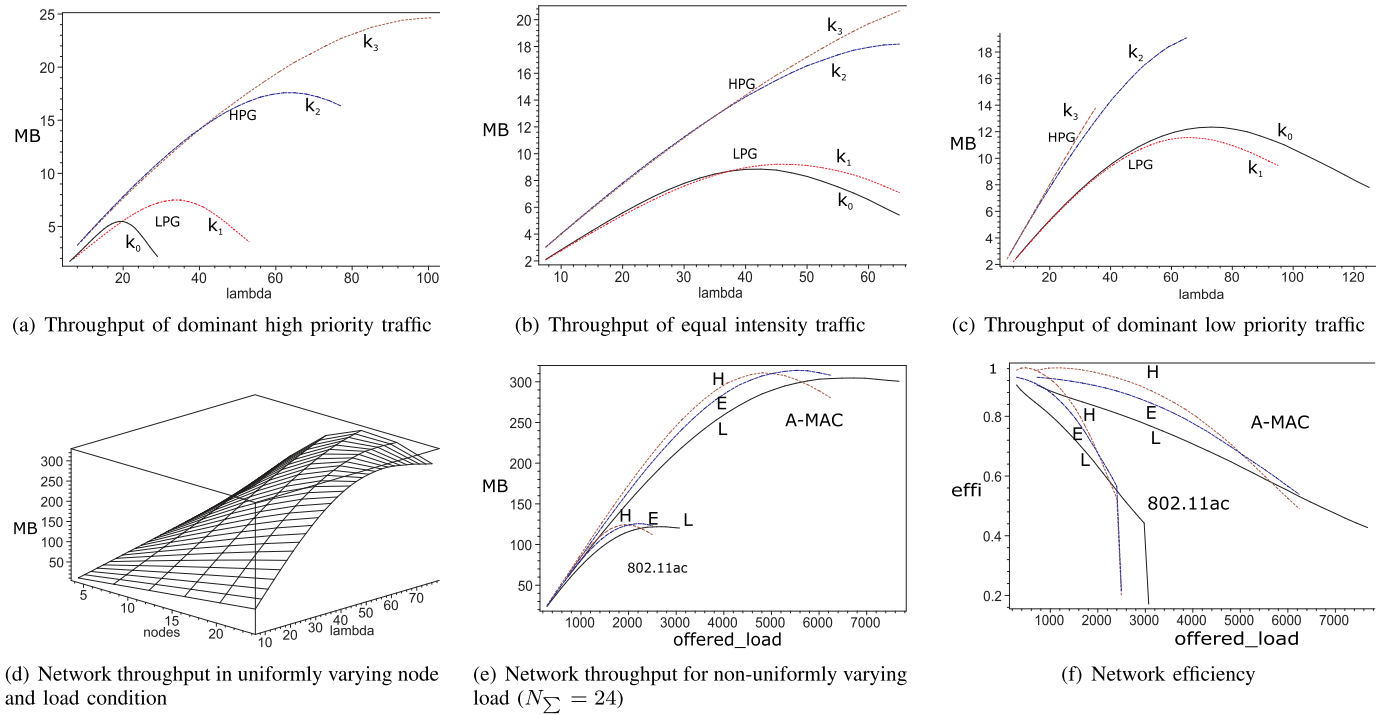 25
20
15
10
5
MB
k3
k2
HPG
LPG
k1
k0
20 40 60 80 100
lambda
(a) Throughput of dominant high priority traffic
20
18
16
14
12
10
8
6
4
2
MB
k3
k2
HPG
LPG
k1
k0
10 20 30 40 50 60
lambda
(b) Throughput of equal intensity traffic
18
16
14
12
10
8
6
4
2
MB
k2
k3
HPG
k0
LPG
k1
20 40 60 80 100 120
lambda
(c) Throughput of dominant low priority traffic
300
250
200
150
100
50
MB
5 10 15 20
nodes
10 20 30 40 50 60 70
lambda
(d) Network throughput in uniformly varying node
and load condition
300
250
200
150
100
50
MB
H
E
L
A-MAC
H E L
802.11ac
1000 2000 3000 4000 5000 6000 7000
offered_load
(e) Network throughput for non-uniformly varying
load (N∑ = 24)
1
0.8
0.6
0.4
0.2
effi
H
H
E
E
L
L
A-MAC
802.11ac
1000 2000 3000 4000 5000 6000 7000
offered_load
(f) Network efficiency